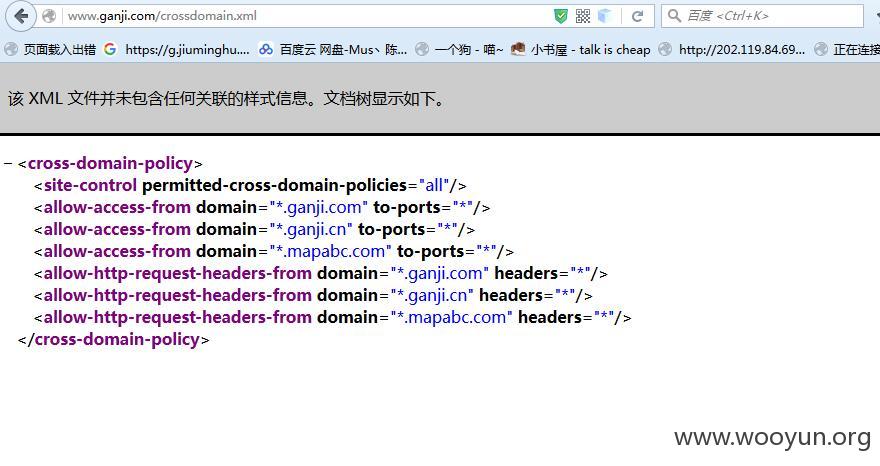 www.ganji.com/crossdomain.xml 百度 <Ctrl+K>
页面载入出错 https://g.jiuminghu.... 百度云 网盘-Mus丶陈... 一个狗 - 喵~ 小书屋 - talk is cheap http://202.119.84.69... 正在连接
该 XML 文件并未包含任何关联的样式信息。文档树显示如下。
− <cross-domain-policy>
<site-control permitted-cross-domain-policies="all"/>
<allow-access-from domain="*.ganji.com" to-ports="*"/>
<allow-access-from domain="*.ganji.cn" to-ports="*"/>
<allow-access-from domain="*.mapabc.com" to-ports="*"/>
<allow-http-request-headers-from domain="*.ganji.com" headers="*"/>
<allow-http-request-headers-from domain="*.ganji.cn" headers="*"/>
<allow-http-request-headers-from domain="*.mapabc.com" headers="*"/>
</cross-domain-policy>
www.wooyun.org